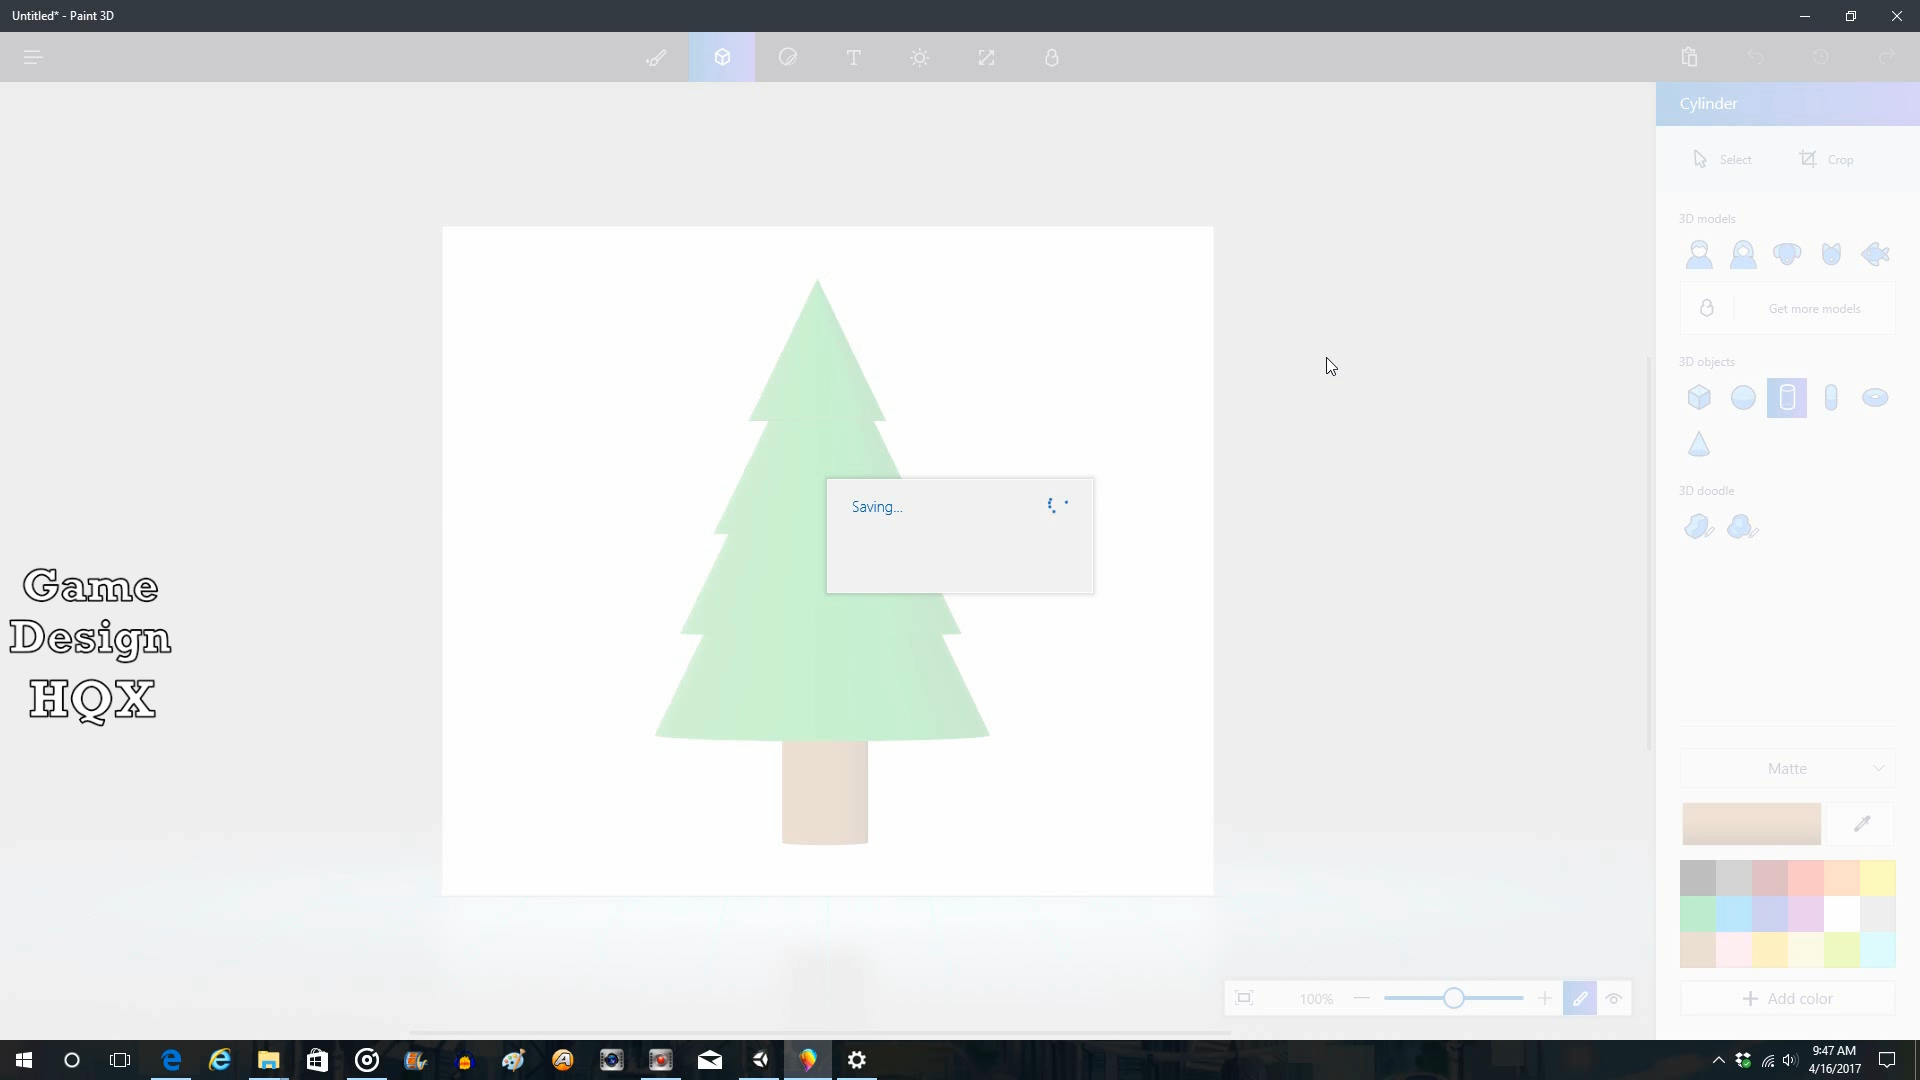 Untitled* - Paint 3D
Cylinder
Select
Crop
3D models
Get more models
3D objects
Saving...
3D doodle
Game
Design
HQX
Matte
100%
Add color
9:47 AM
4/16/2017